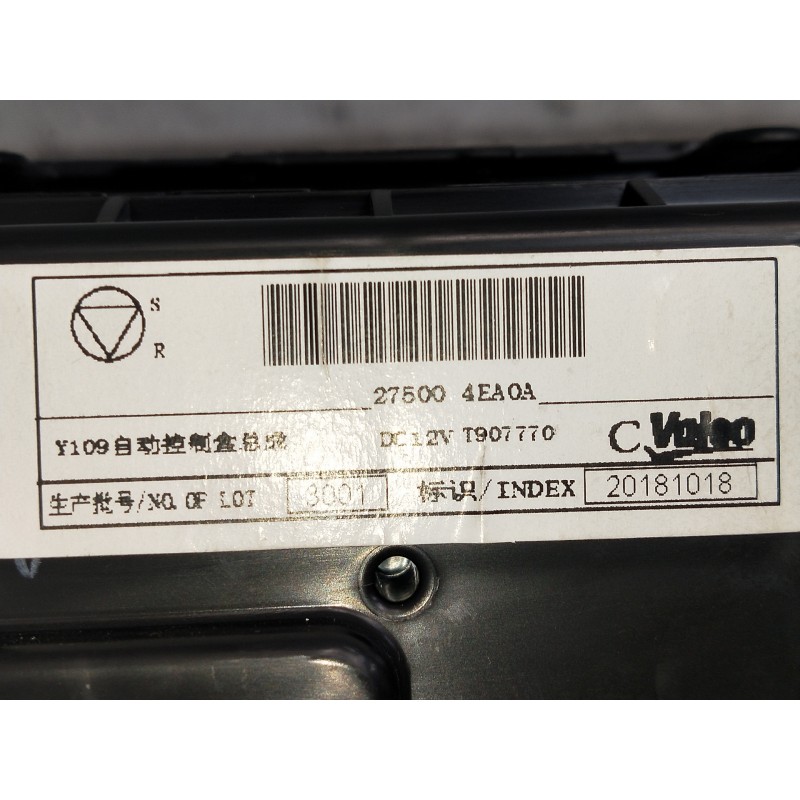 S
R
27500 4EA0A
Y109自动控制盒总成 DC12V T907770 C Valeo
生产批号/NO. OF LOT 3001 标识/INDEX 20181018